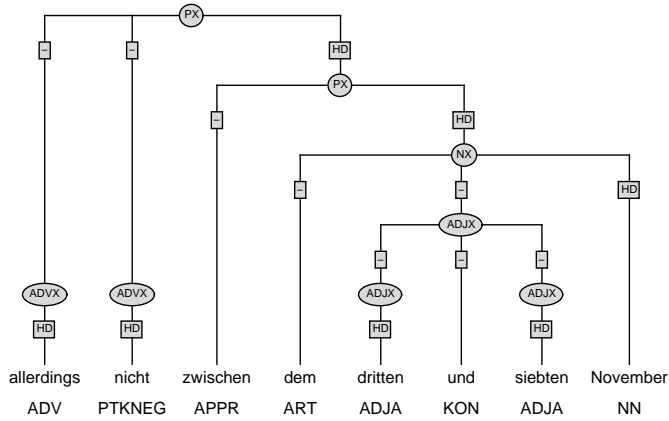 PX
– – HD
PX
– HD
NX
– – HD
ADJX
– – –
ADVX ADVX ADJX ADJX
HD HD HD HD
allerdings nicht zwischen dem dritten und siebten November
ADV PTKNEG APPR ART ADJA KON ADJA NN